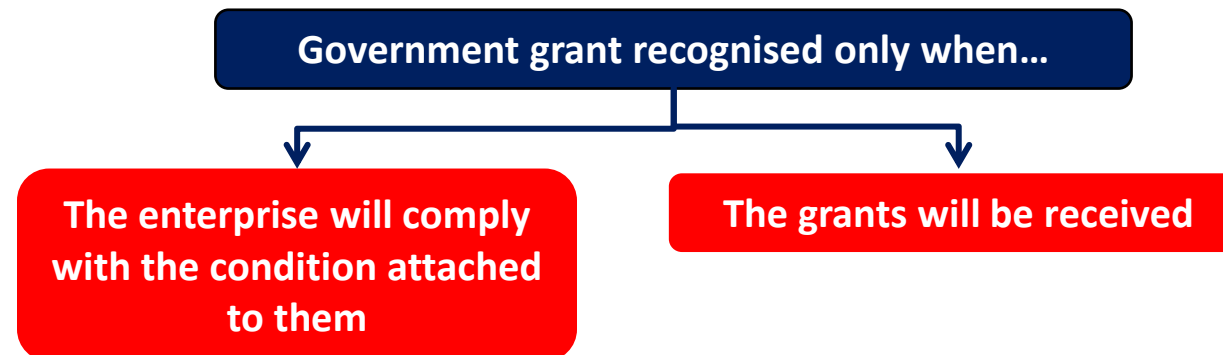 Government grant recognised only when…
The enterprise will comply
with the condition attached
to them
The grants will be received